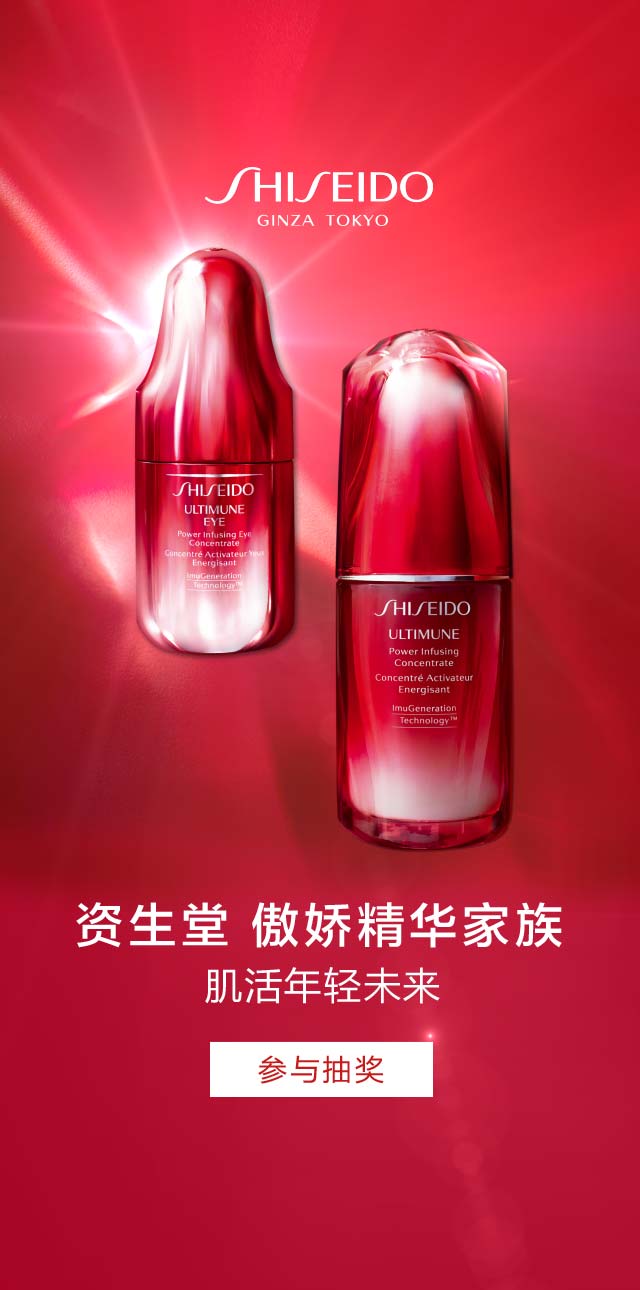 SHISEIDO
GINZA TOKYO
SHISEIDO
ULTIMUNE
EYE
Power Infusing Eye
Concentrate
Concentré Activateur Yeux
Energisant
ImuGeneration
Technology™
SHISEIDO
ULTIMUNE
Power Infusing
Concentrate
Concentré Activateur
Energisant
ImuGeneration
Technology™
资生堂 傲娇精华家族
肌活年轻未来
参与抽奖